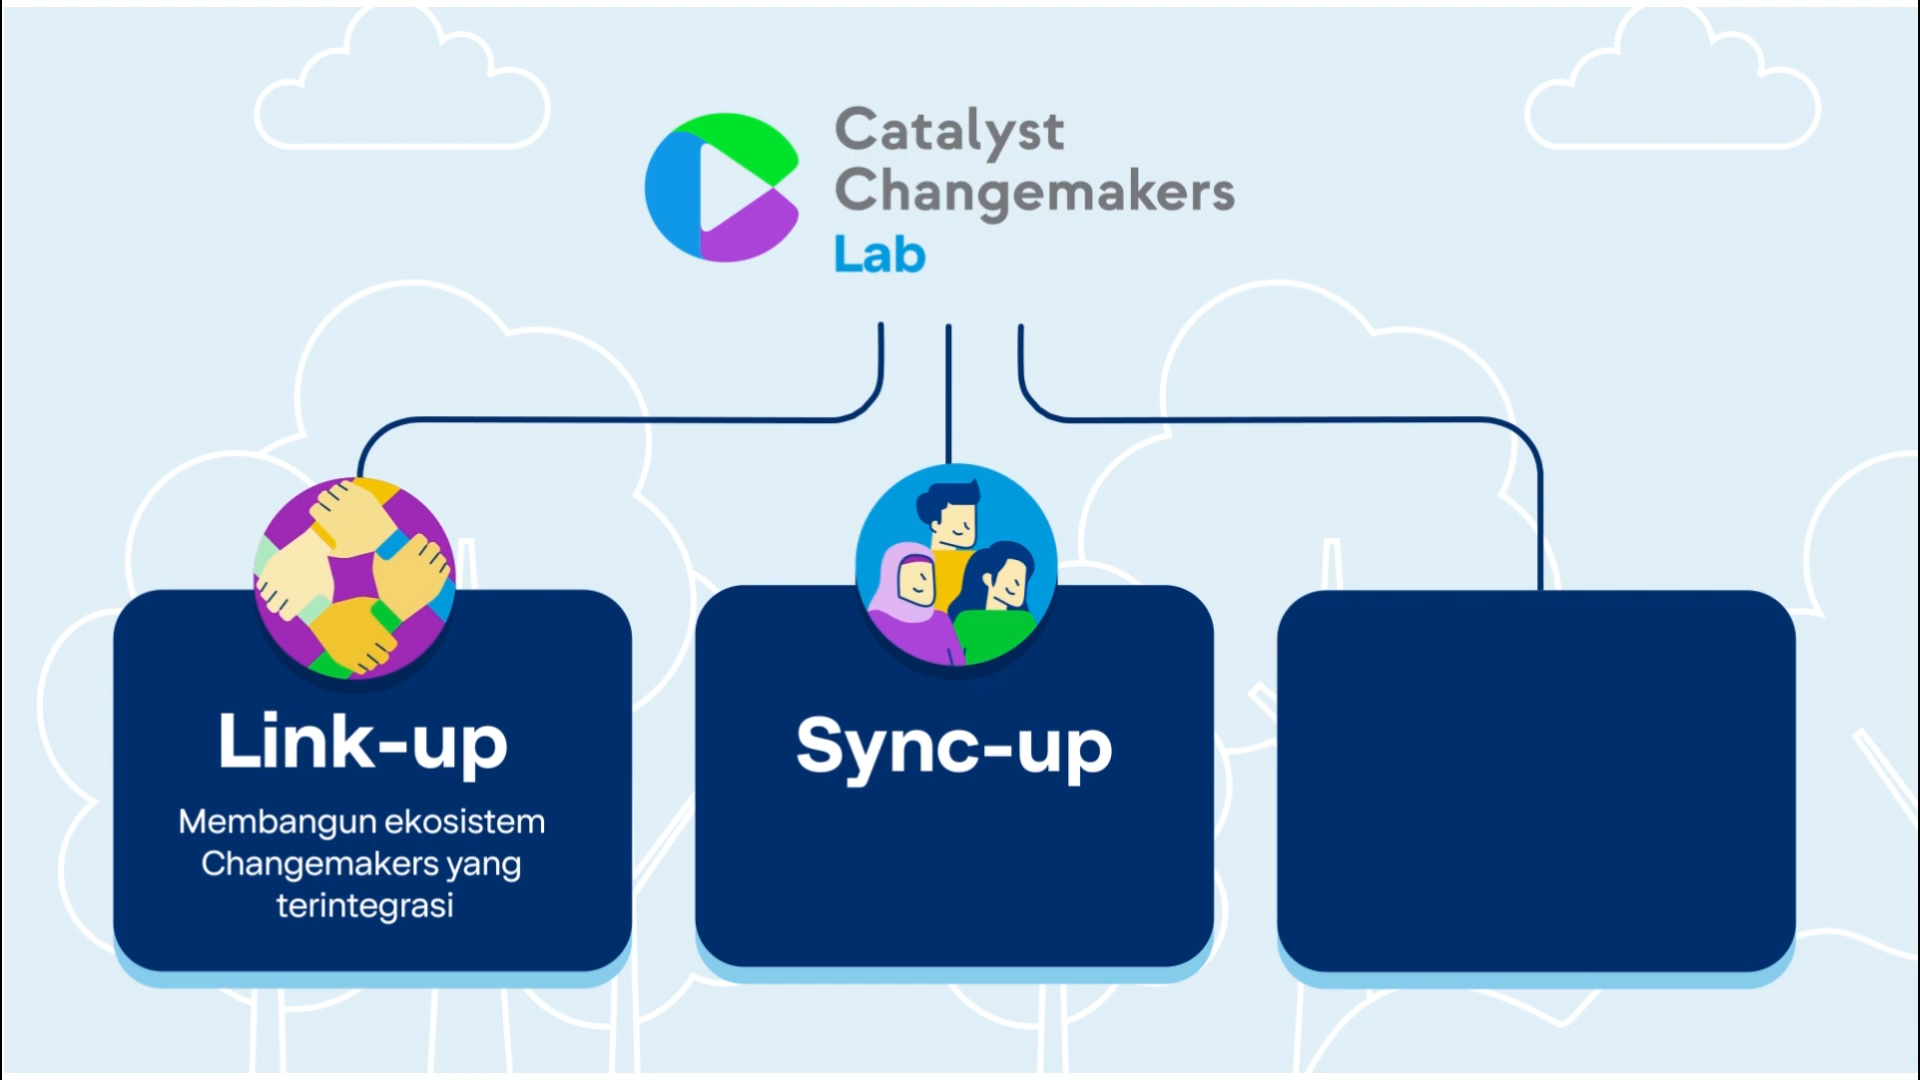 Catalyst
Changemakers
Lab
Link-up
Membangun ekosistem
Changemakers yang
terintegrasi
Sync-up